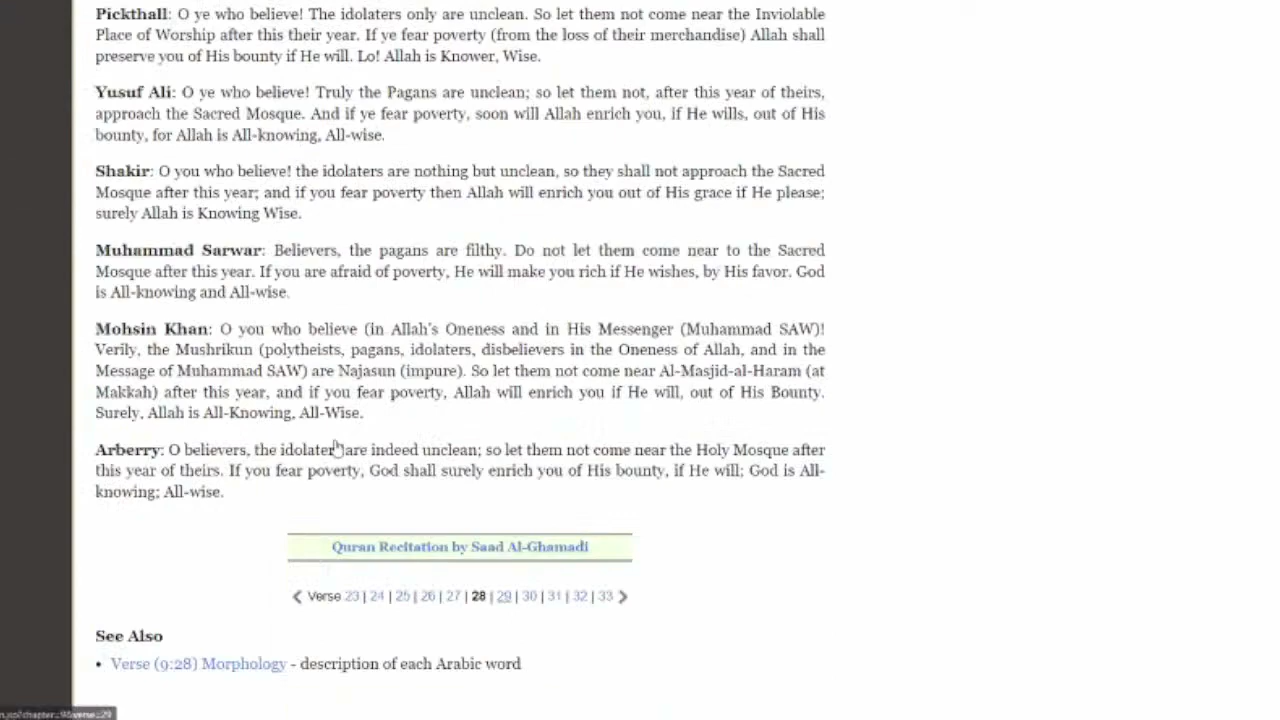 Pickthall: O ye who believe! The idolaters only are unclean. So let them not come near the Inviolable
Place of Worship after this their year. If ye fear poverty (from the loss of their merchandise) Allah shall
preserve you of His bounty if He will. Lo! Allah is Knower, Wise.
Yusuf Ali: O ye who believe! Truly the Pagans are unclean; so let them not, after this year of theirs,
approach the Sacred Mosque. And if ye fear poverty, soon will Allah enrich you, if He wills, out of His
bounty, for Allah is All-knowing, All-wise.
Shakir: O you who believe! the idolaters are nothing but unclean, so they shall not approach the Sacred
Mosque after this year; and if you fear poverty then Allah will enrich you out of His grace if He please;
surely Allah is Knowing Wise.
Muhammad Sarwar: Believers, the pagans are filthy. Do not let them come near to the Sacred
Mosque after this year. If you are afraid of poverty, He will make you rich if He wishes, by His favor. God
is All-knowing and All-wise.
Mohsin Khan: O you who believe (in Allah's Oneness and in His Messenger (Muhammad SAW)!
Verily, the Mushrikun (polytheists, pagans, idolaters, disbelievers in the Oneness of Allah, and in the
Message of Muhammad SAW) are Najasun (impure). So let them not come near Al-Masjid-al-Haram (at
Makkah) after this year, and if you fear poverty, Allah will enrich you if He will, out of His Bounty.
Surely, Allah is All-Knowing, All-Wise.
Arberry: O believers, the idolaters are indeed unclean; so let them not come near the Holy Mosque after
this year of theirs. If you fear poverty, God shall surely enrich you of His bounty, if He will; God is All-
knowing; All-wise.
Quran Recitation by Saad Al-Ghamadi
Verse 23 | 24 | 25 | 26 | 27 | 28 | 29 | 30 | 31 | 32 | 33
See Also
• Verse (9:28) Morphology - description of each Arabic word